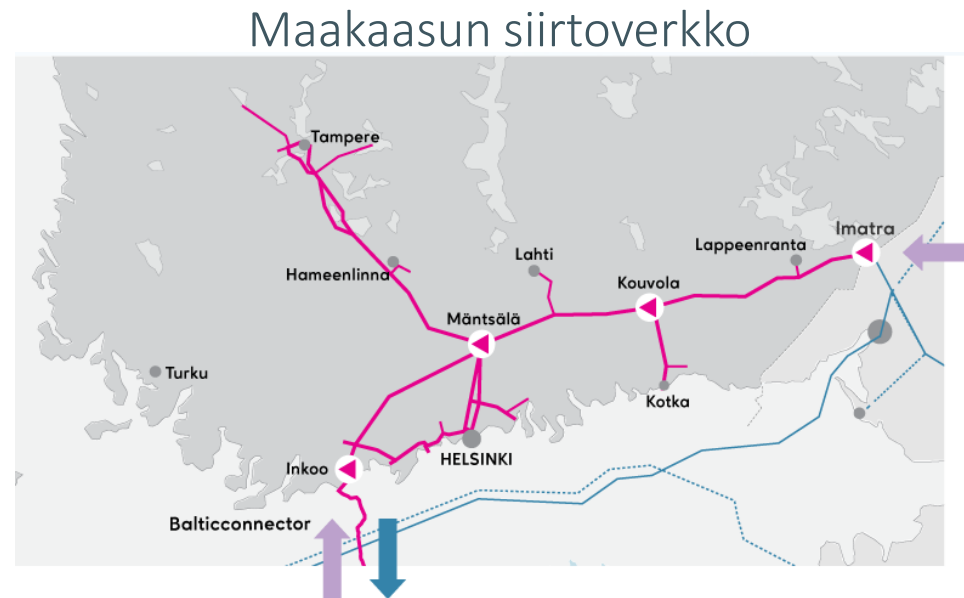 Maakaasun siirtoverkko
Tampere
Imatra
Lappeenranta
Lahti
Hameenlinna
Kouvola
Mäntsälä
Turku
Kotka
HELSINKI
Inkoo
Balticconnector